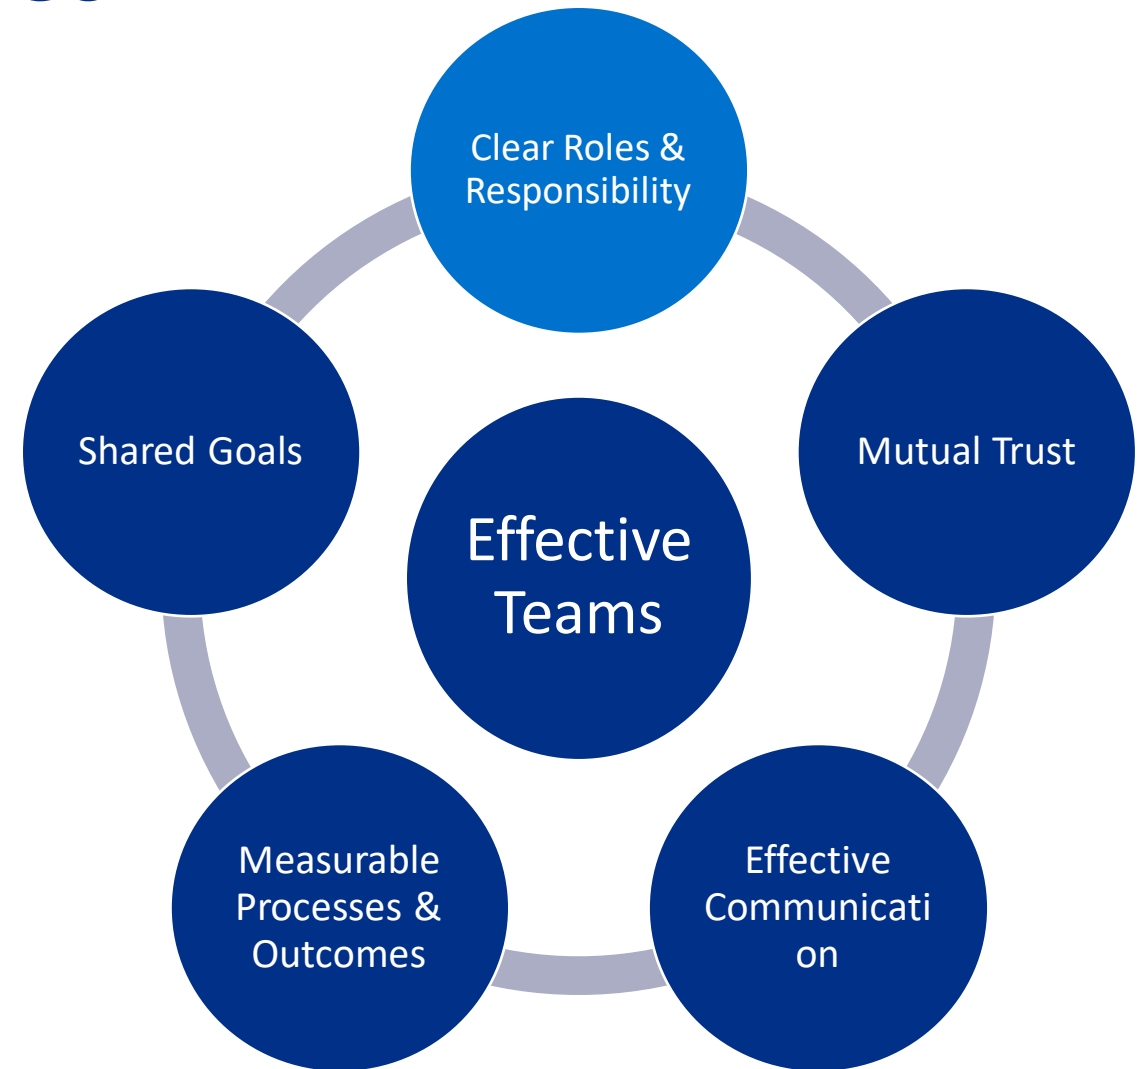 Clear Roles &
Responsibility
Shared Goals
Mutual Trust
Effective
Teams
Measurable
Processes &
Outcomes
Effective
Communicati
on